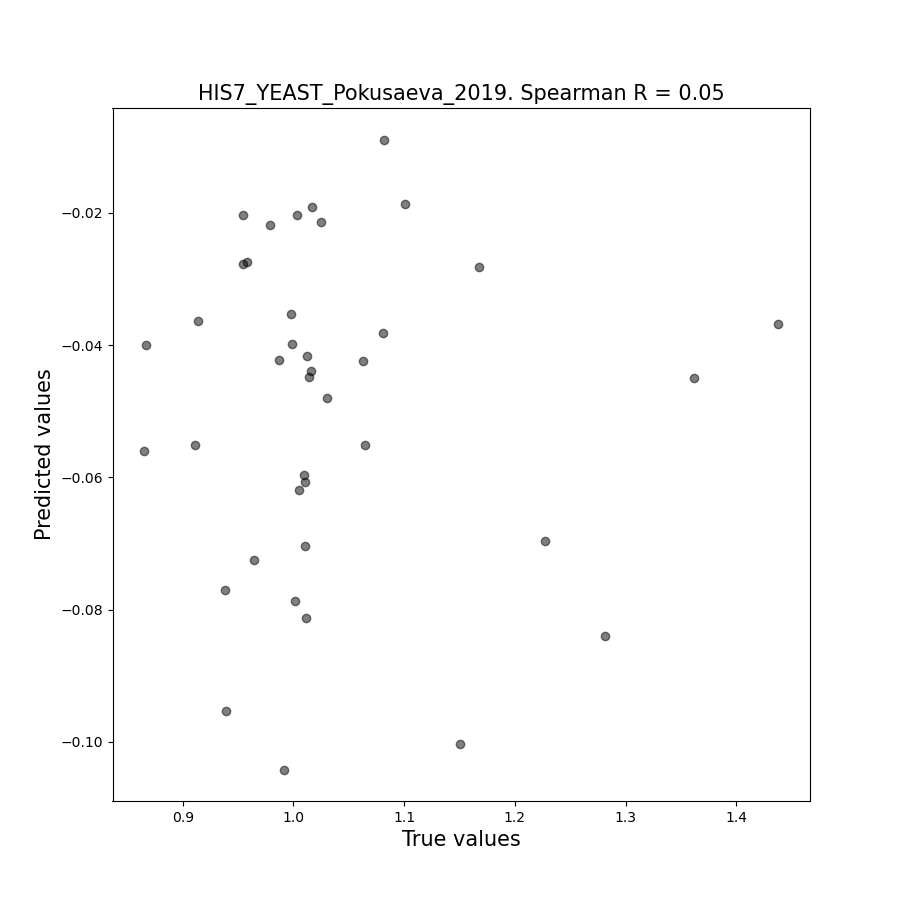 HIS7_YEAST_Pokusaeva_2019. Spearman R = 0.05
−0.02
−0.04
−0.06
−0.08
−0.10
Predicted values
0.9 1.0 1.1 1.2 1.3 1.4
True values